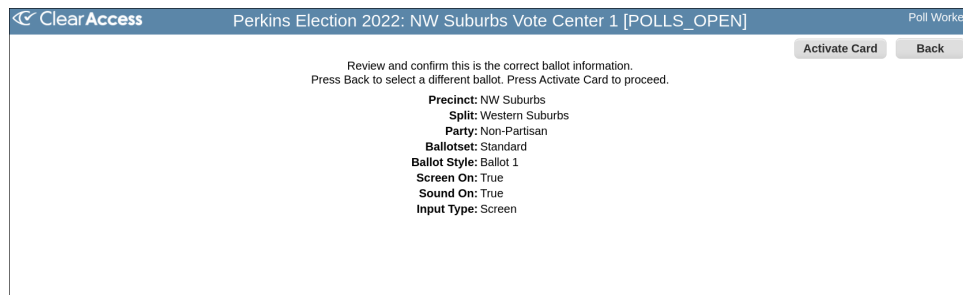 ClearAccess
Perkins Election 2022: NW Suburbs Vote Center 1 [POLLS_OPEN]
Poll Worke
Activate Card
Back
Review and confirm this is the correct ballot information.
Press Back to select a different ballot. Press Activate Card to proceed.
Precinct: NW Suburbs
Split: Western Suburbs
Party: Non-Partisan
Ballotset: Standard
Ballot Style: Ballot 1
Screen On: True
Sound On: True
Input Type: Screen